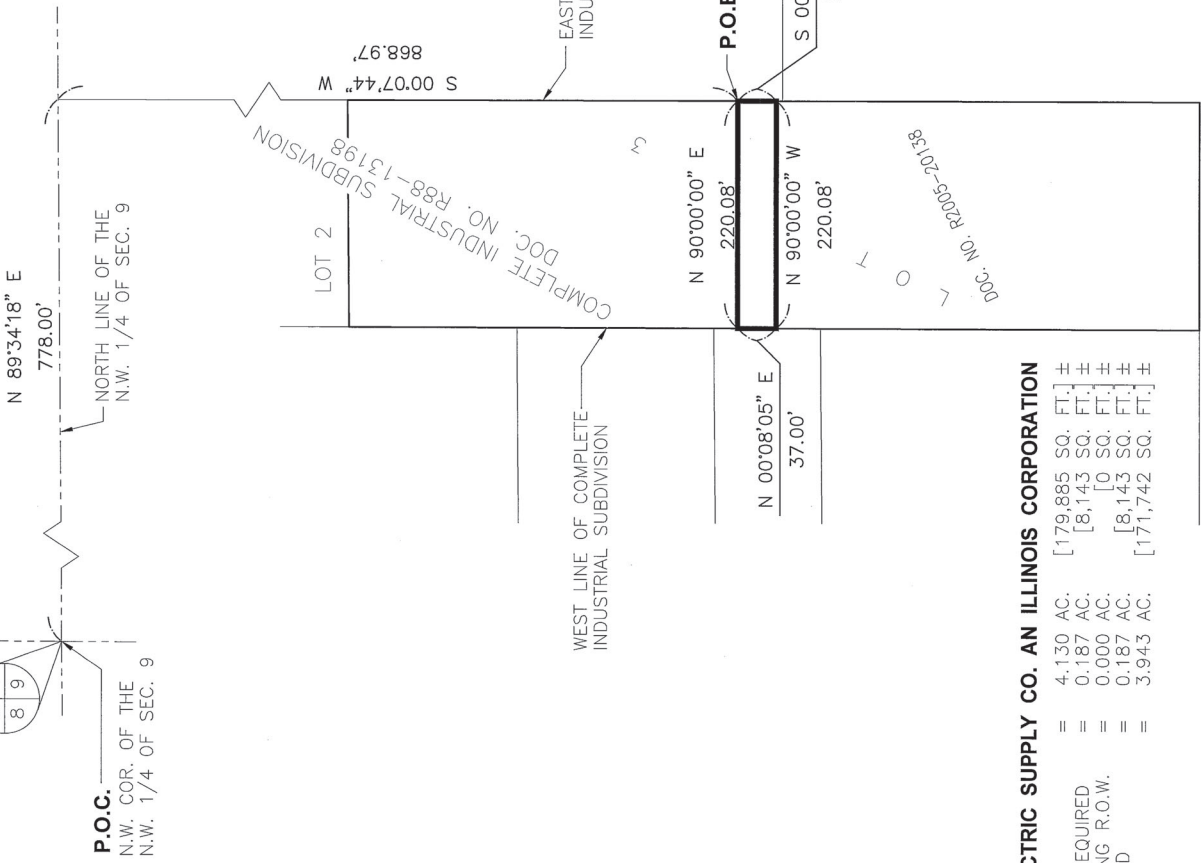 N 89°34'18" E
778.00'
NORTH LINE OF THE
N.W. 1/4 OF SEC. 9
8 9
P.O.C.
N.W. COR. OF THE
N.W. 1/4 OF SEC. 9
S 00°07'44" W
868.97'
EAST
INDU
LOT 2
COMPLETE INDUSTRIAL SUBDIVISION
DOC. NO. R88-13198
3
WEST LINE OF COMPLETE
INDUSTRIAL SUBDIVISION
P.O.B
S 00
N 90°00'00" E
220.08'
N 90°00'00" W
220.08'
N 00°08'05" E
37.00'
LOT
DOC. NO. R2005-20138
CTRIC SUPPLY CO. AN ILLINOIS CORPORATION
= 4.130 AC. [179,885 SQ. FT.] ±
EQUIRED = 0.187 AC. [8,143 SQ. FT.] ±
NG R.O.W. = 0.000 AC. [0 SQ. FT.] ±
D = 0.187 AC. [8,143 SQ. FT.] ±
= 3.943 AC. [171,742 SQ. FT.] ±